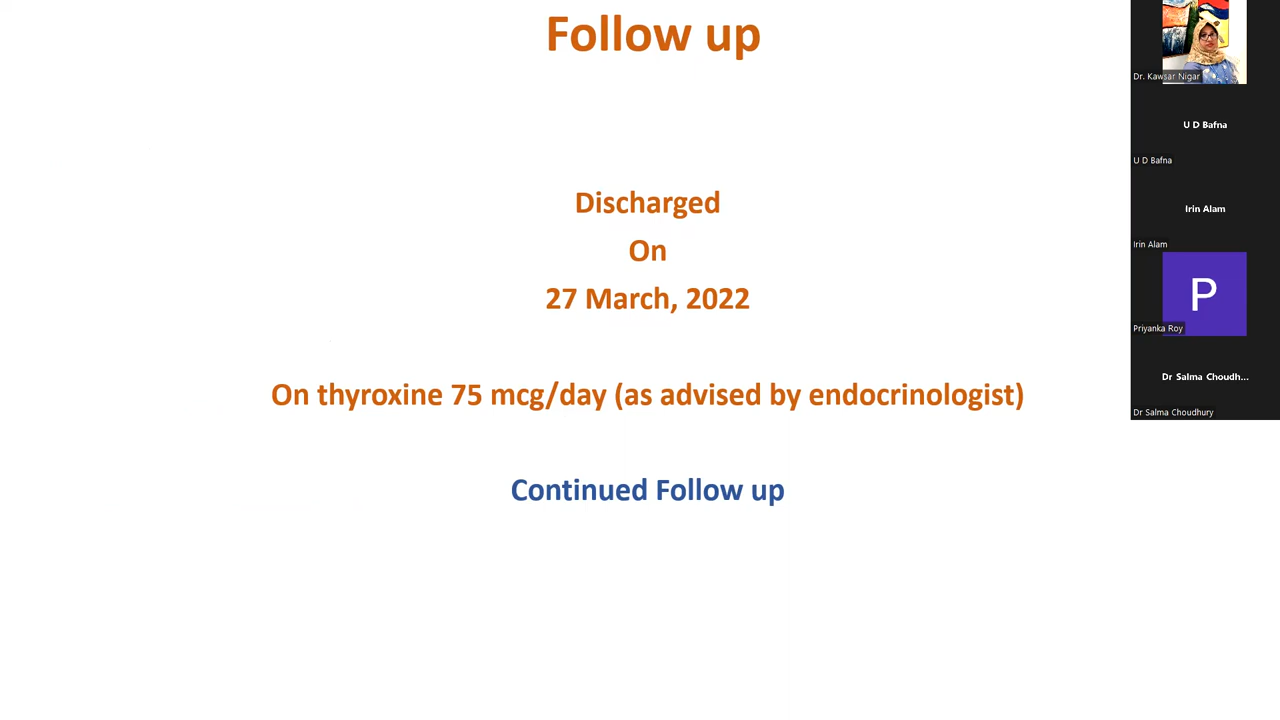 Follow up
Discharged
On
27 March, 2022
On thyroxine 75 mcg/day (as advised by endocrinologist)
Continued Follow up
Dr. Kawsar Nigar
U D Bafna
U D Bafna
Irin Alam
Irin Alam
P
Priyanka Roy
Dr Salma Choudh...
Dr Salma Choudhury